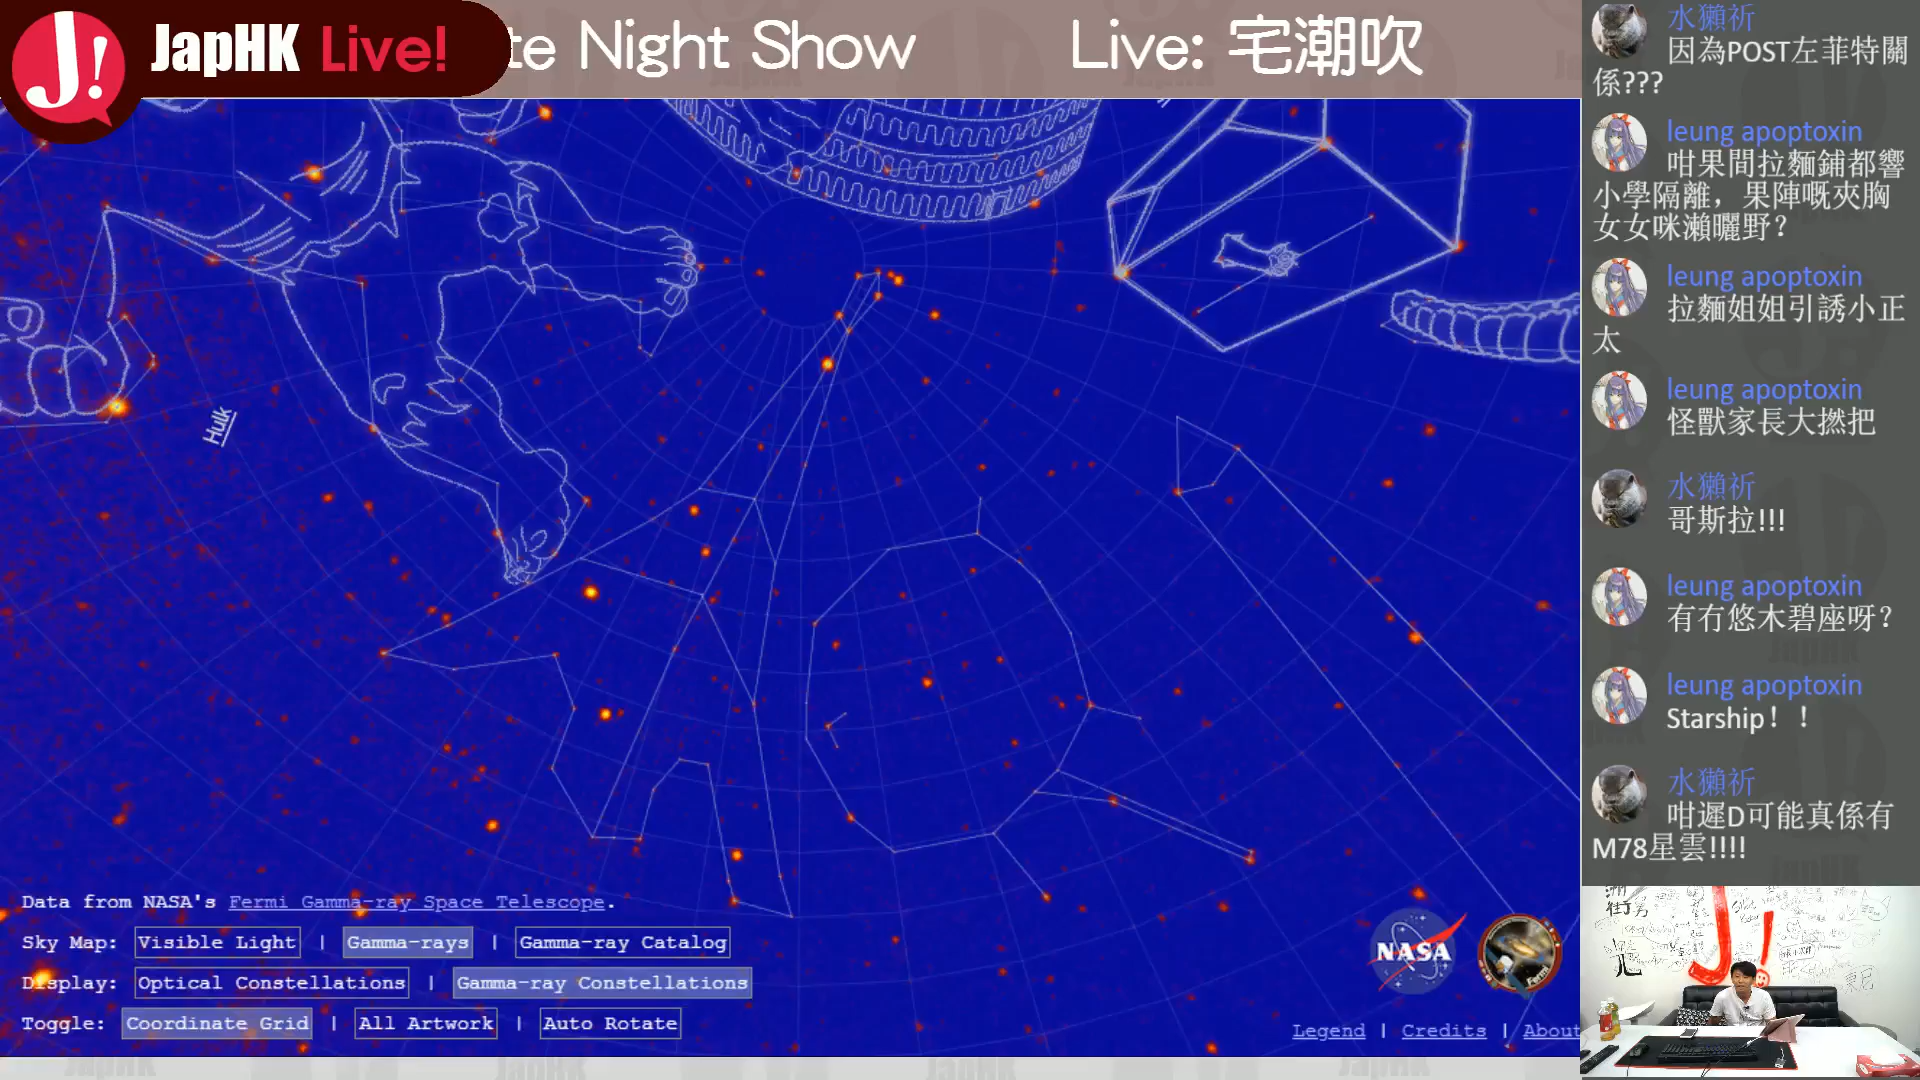 JapHK Live!
te Night Show
Live: 宅潮吹
水獺祈
因為POST左菲特關
係???
leung apoptoxin
咁果間拉麵鋪都響
小學隔離，果陣嘅夾胸
女女咪瀨曬野?
leung apoptoxin
拉麵姐姐引誘小正
太
leung apoptoxin
怪獸家長大撚把
水獺祈
哥斯拉!!!
leung apoptoxin
有冇悠木碧座呀?
leung apoptoxin
Starship！！
水獺祈
咁遲D可能真係有
M78星雲!!!!
Hulk
Data from NASA's Fermi Gamma-ray Space Telescope.
Sky Map: Visible Light | Gamma-rays | Gamma-ray Catalog
Display: Optical Constellations | Gamma-ray Constellations
Toggle: Coordinate Grid | All Artwork | Auto Rotate
NASA
Fermi
Legend | Credits | About
J!